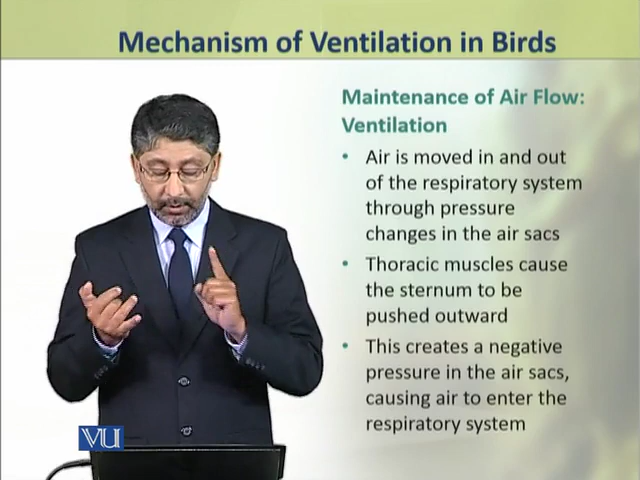 Mechanism of Ventilation in Birds
Maintenance of Air Flow:
Ventilation
• Air is moved in and out
of the respiratory system
through pressure
changes in the air sacs
• Thoracic muscles cause
the sternum to be
pushed outward
• This creates a negative
pressure in the air sacs,
causing air to enter the
respiratory system
VU